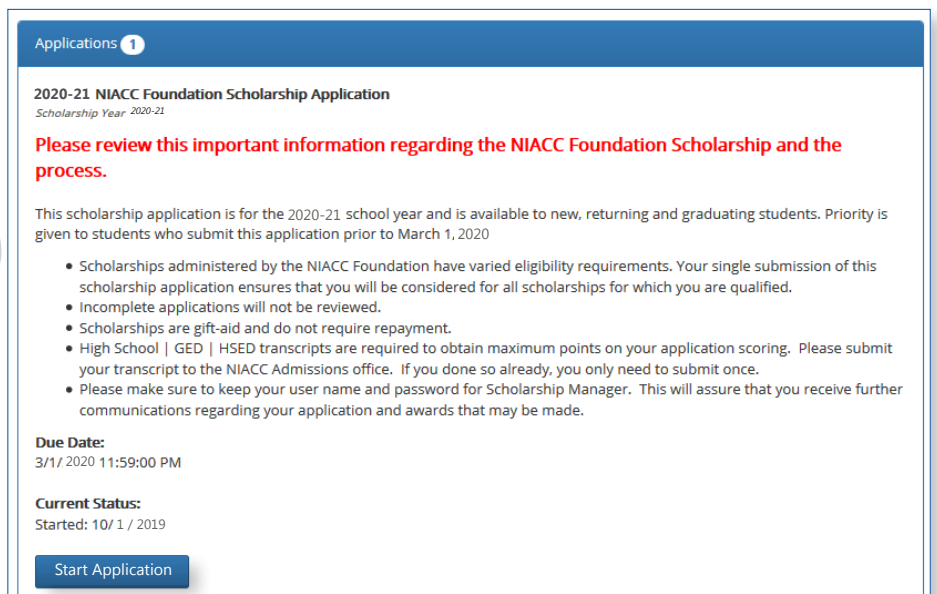 Applications 1
2020-21 NIACC Foundation Scholarship Application
Scholarship Year 2020-21
Please review this important information regarding the NIACC Foundation Scholarship and the
process.
This scholarship application is for the 2020-21 school year and is available to new, returning and graduating students. Priority is
given to students who submit this application prior to March 1, 2020
• Scholarships administered by the NIACC Foundation have varied eligibility requirements. Your single submission of this
scholarship application ensures that you will be considered for all scholarships for which you are qualified.
• Incomplete applications will not be reviewed.
• Scholarships are gift-aid and do not require repayment.
• High School | GED | HSED transcripts are required to obtain maximum points on your application scoring. Please submit
your transcript to the NIACC Admissions office. If you done so already, you only need to submit once.
• Please make sure to keep your user name and password for Scholarship Manager. This will assure that you receive further
communications regarding your application and awards that may be made.
Due Date:
3/1/ 2020 11:59:00 PM
Current Status:
Started: 10/ 1 / 2019
Start Application